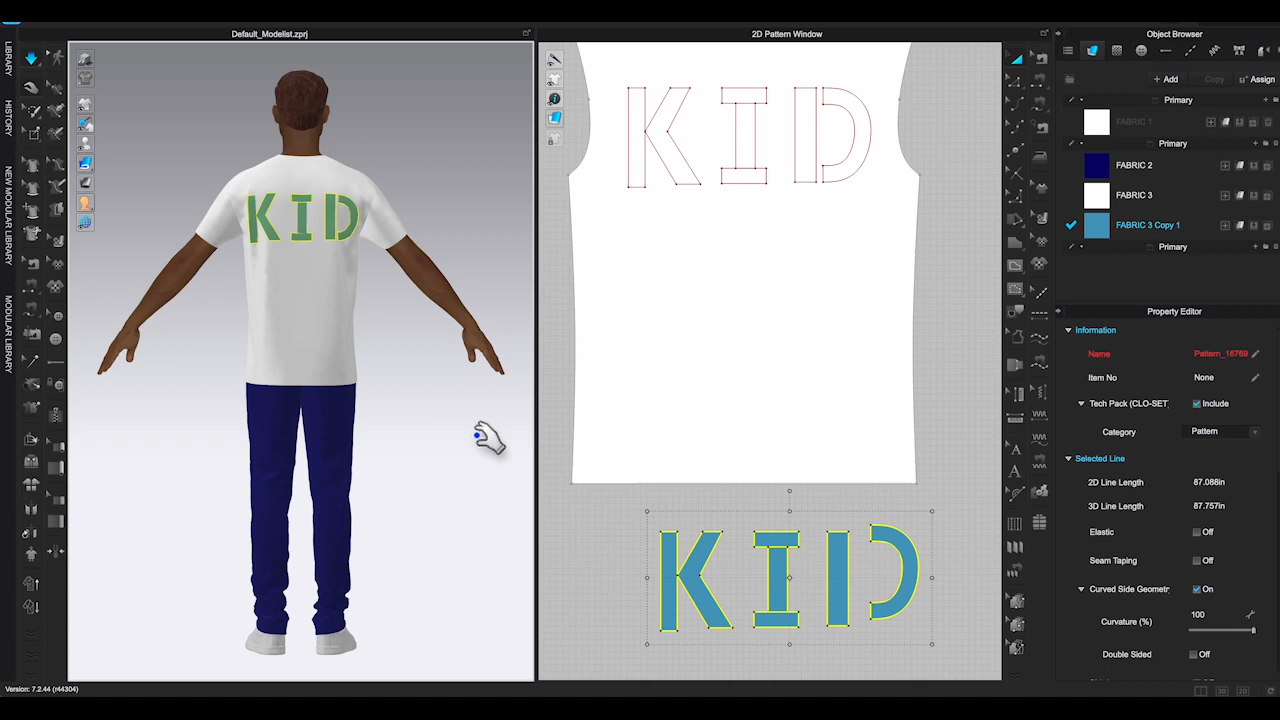 Default_Modelist.zprj
2D Pattern Window
Object Browser
LIBRARY
HISTORY
NEW MODULAR LIBRARY
MODULAR LIBRARY
Add
Copy
Assign
Primary
FABRIC 1
Primary
FABRIC 2
FABRIC 3
FABRIC 3 Copy 1
Primary
KID
KID
KID
Property Editor
Information
Name Pattern_16769
Item No None
Tech Pack (CLO-SET Include
Category Pattern
Selected Line
2D Line Length 87.088in
3D Line Length 87.757in
Elastic Off
Seam Taping Off
Curved Side Geometr On
Curvature (%) 100
Double Sided Off
Version: 7.2.44 (r44304)
3D
2D